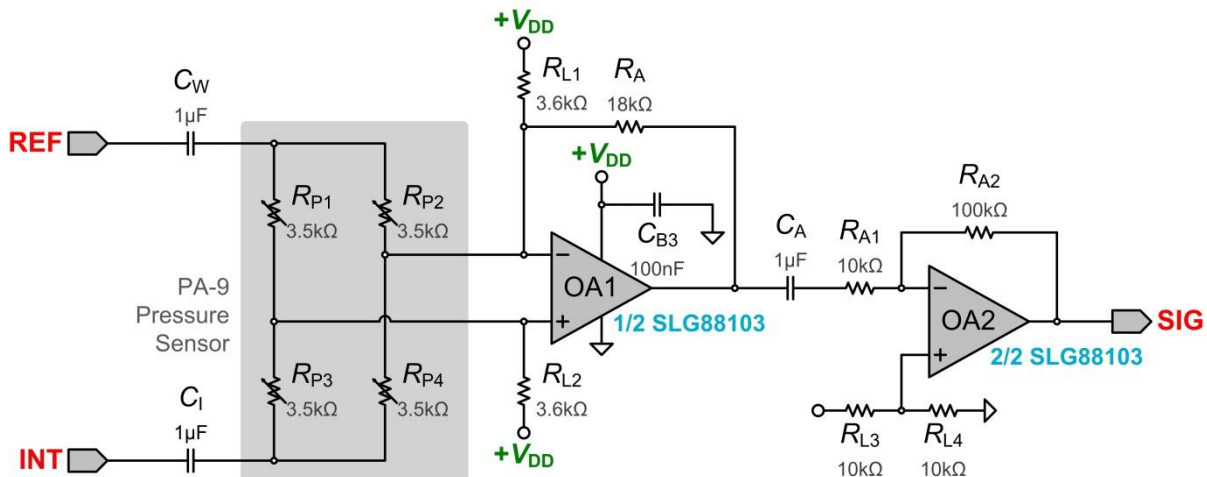 +VDD
RL1
3.6kΩ
RA
18kΩ
CW
1µF
REF
+VDD
RP1
3.5kΩ
RP2
3.5kΩ
CB3
100nF
RA2
100kΩ
CA
1µF
RA1
10kΩ
−
OA1
+
1/2 SLG88103
PA-9
Pressure
Sensor
−
OA2
+
2/2 SLG88103
SIG
RP3
3.5kΩ
RP4
3.5kΩ
RL2
3.6kΩ
+VDD
CI
1µF
INT
RL3
10kΩ
RL4
10kΩ